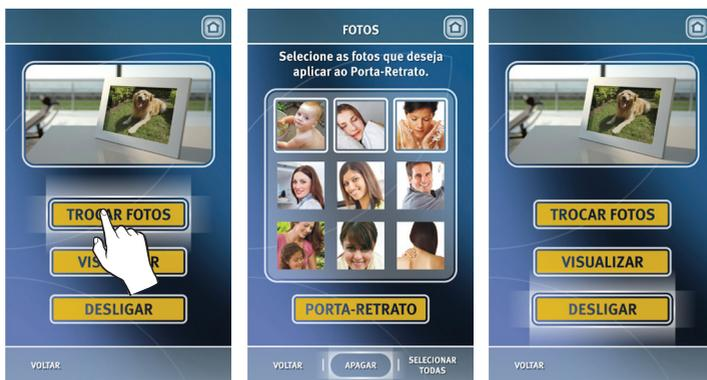 TROCAR FOTOS
DESLIGAR
VOLTAR
FOTOS
Selecione as fotos que deseja
aplicar ao Porta-Retrato.
PORTA-RETRATO
VOLTAR
APAGAR
SELECIONAR
TODAS
TROCAR FOTOS
VISUALIZAR
DESLIGAR
VOLTAR